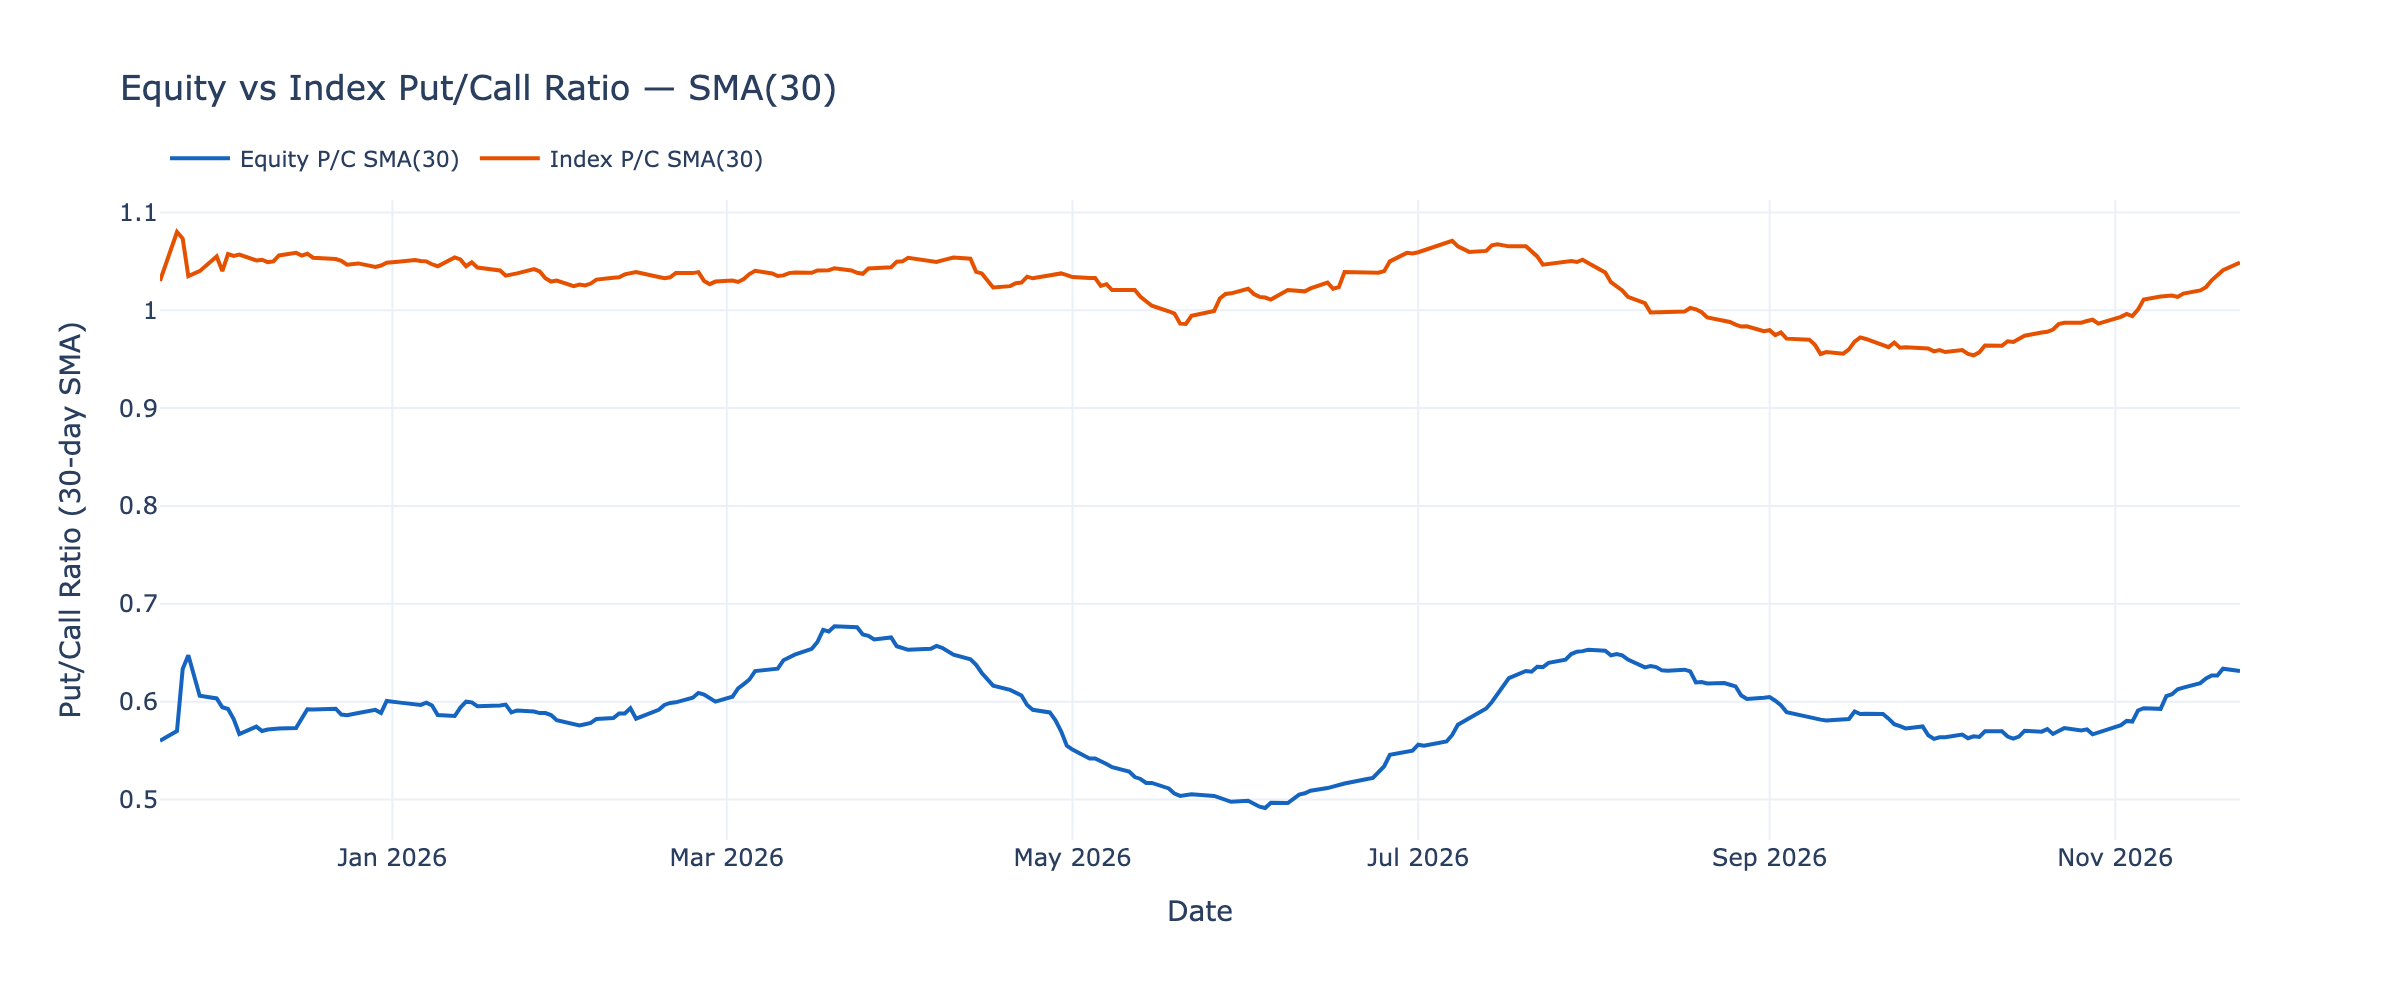 Equity vs Index Put/Call Ratio — SMA(30)
Equity P/C SMA(30)
Index P/C SMA(30)
1.1
1
0.9
0.8
0.7
0.6
0.5
Put/Call Ratio (30-day SMA)
Jan 2026
Mar 2026
May 2026
Jul 2026
Sep 2026
Nov 2026
Date